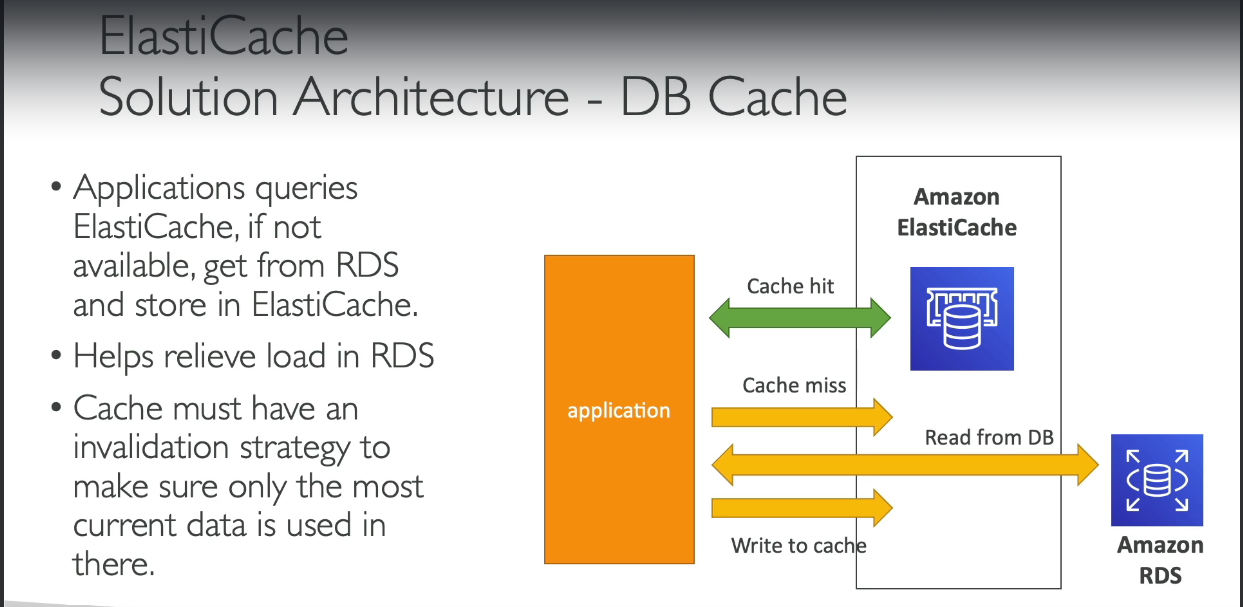 ElastiCache
Solution Architecture - DB Cache
• Applications queries
ElastiCache, if not
available, get from RDS
and store in ElastiCache.
• Helps relieve load in RDS
• Cache must have an
invalidation strategy to
make sure only the most
current data is used in
there.
application
Cache hit
Cache miss
Read from DB
Write to cache
Amazon
ElastiCache
Amazon
RDS